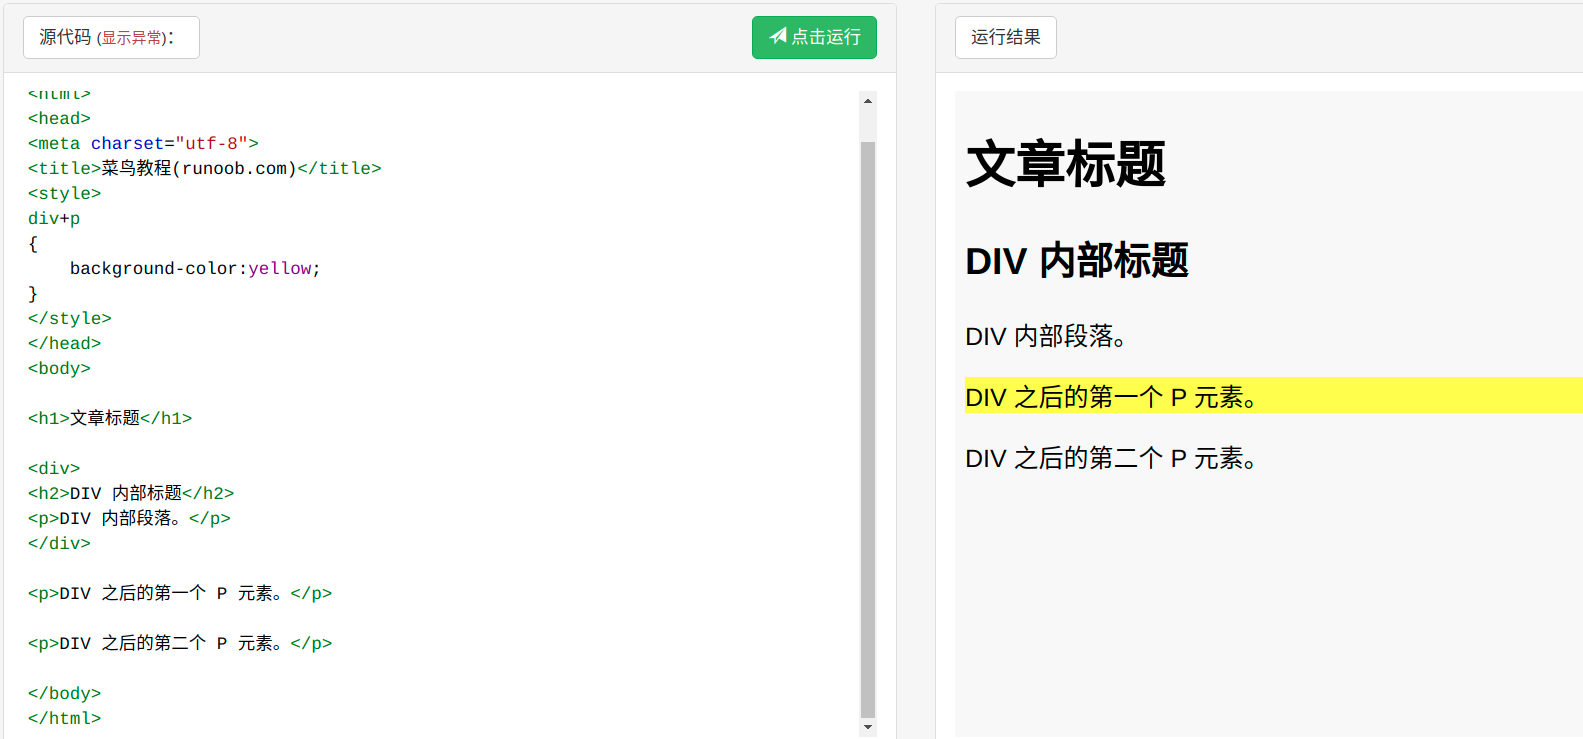 源代码 (显示异常)：
点击运行
<html>
<head>
<meta charset="utf-8">
<title>菜鸟教程(runoob.com)</title>
<style>
div+p
{
    background-color:yellow;
}
</style>
</head>
<body>
<h1>文章标题</h1>
<div>
<h2>DIV 内部标题</h2>
<p>DIV 内部段落。</p>
</div>
<p>DIV 之后的第一个 P 元素。</p>
<p>DIV 之后的第二个 P 元素。</p>
</body>
</html>
运行结果
文章标题
DIV 内部标题
DIV 内部段落。
DIV 之后的第一个 P 元素。
DIV 之后的第二个 P 元素。